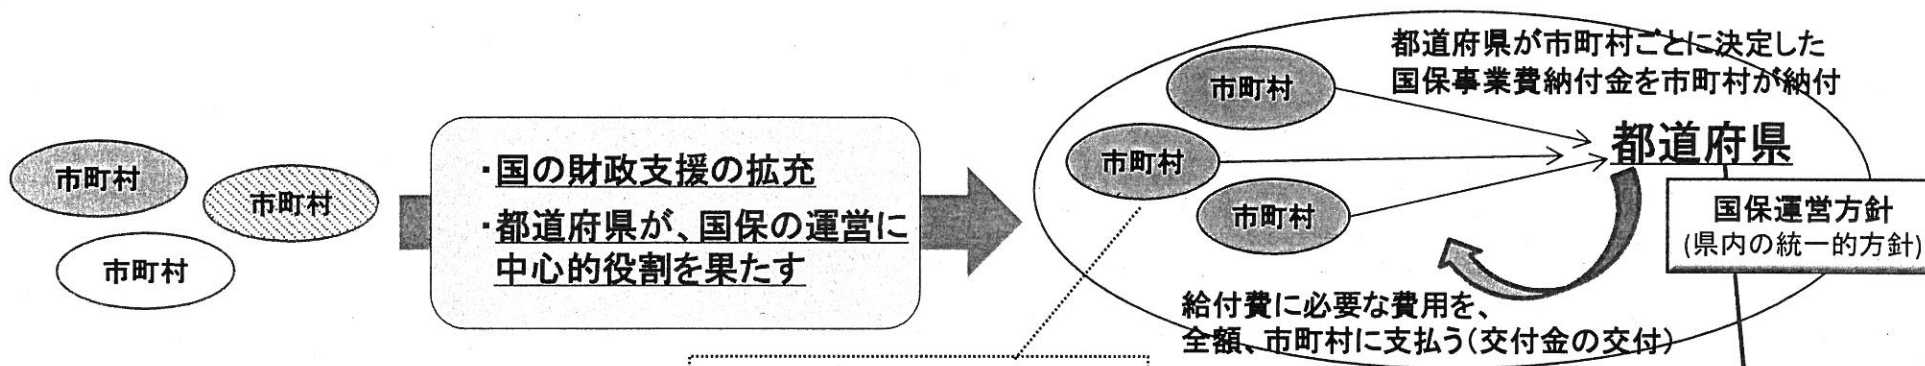 市町村
市町村
市町村
・国の財政支援の拡充
・都道府県が、国保の運営に
中心的役割を果たす
都道府県が市町村ごとに決定した
国保事業費納付金を市町村が納付
市町村
市町村
市町村
都道府県
国保運営方針
(県内の統一的方針)
給付費に必要な費用を、
全額、市町村に支払う(交付金の交付)